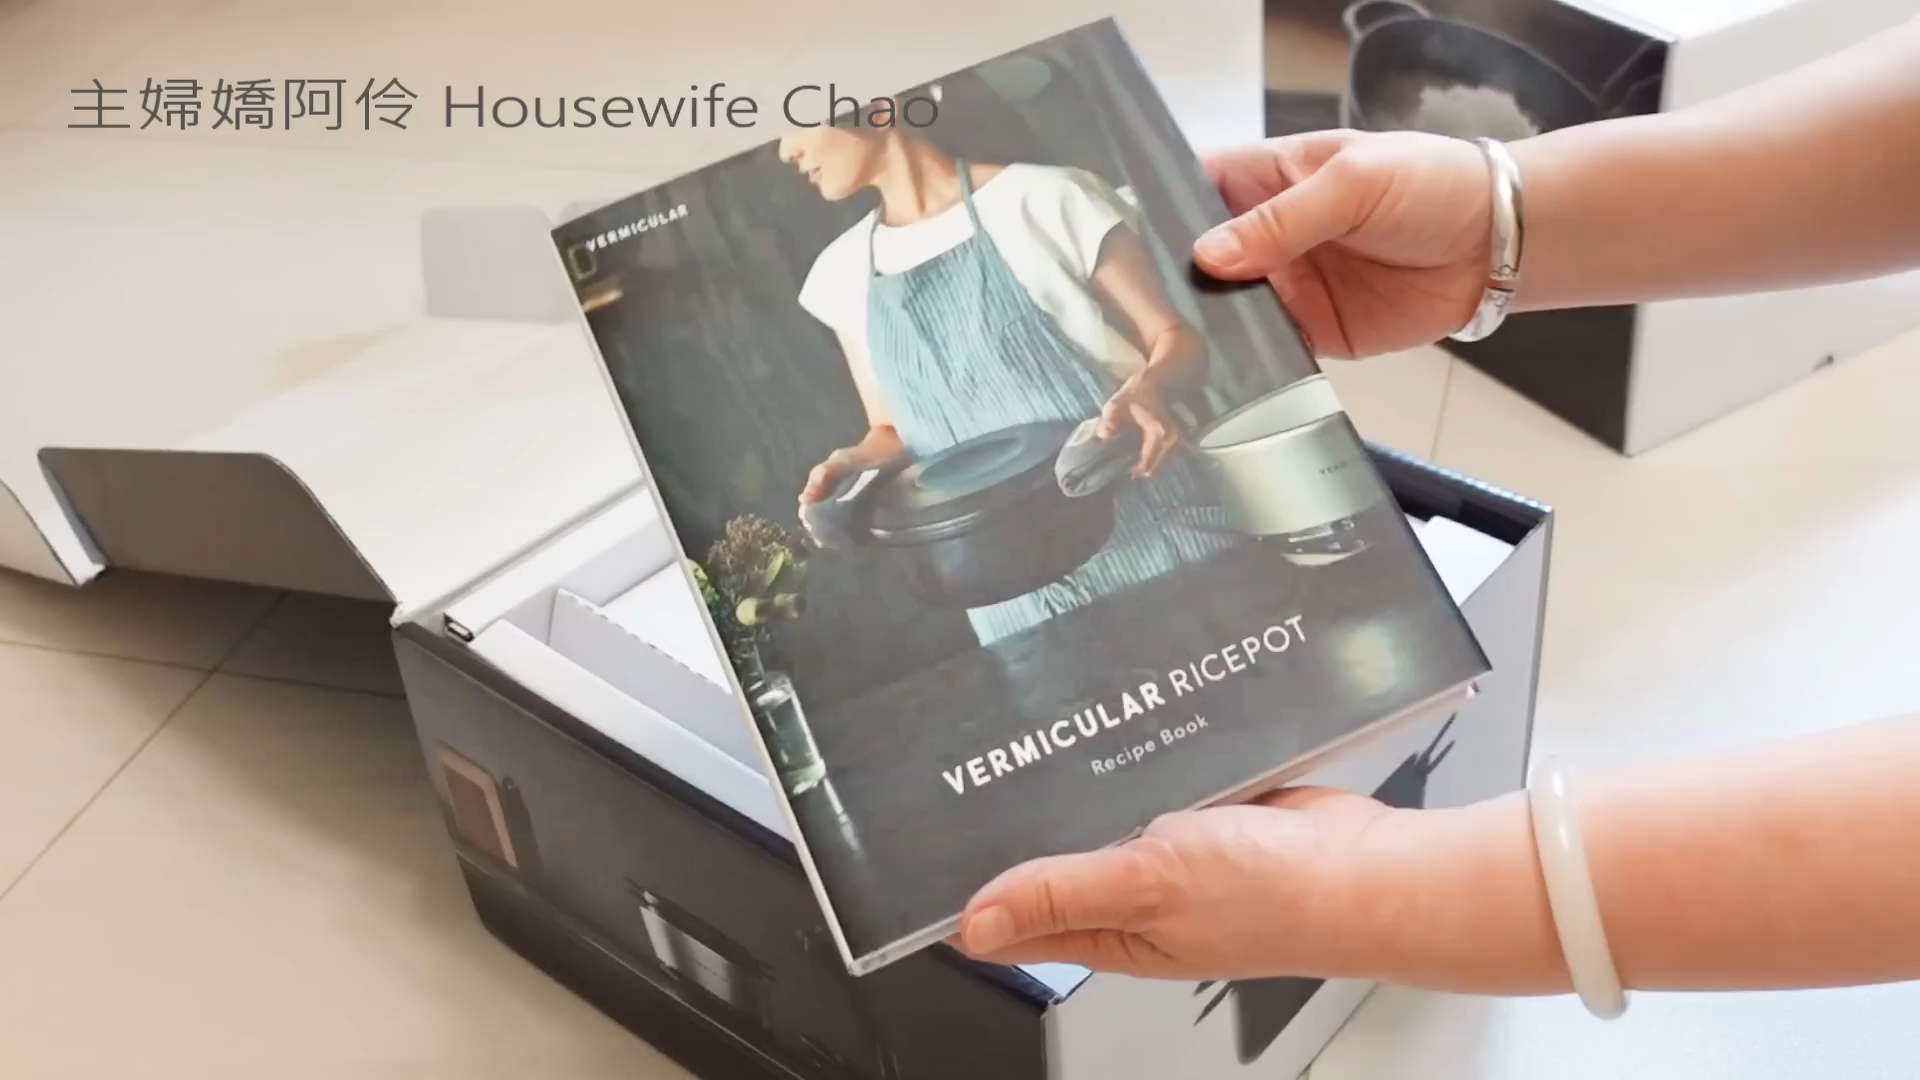 主婦嬌阿伶 Housewife Chao
VERMICULAR
VERMICULAR RICEPOT
Recipe Book